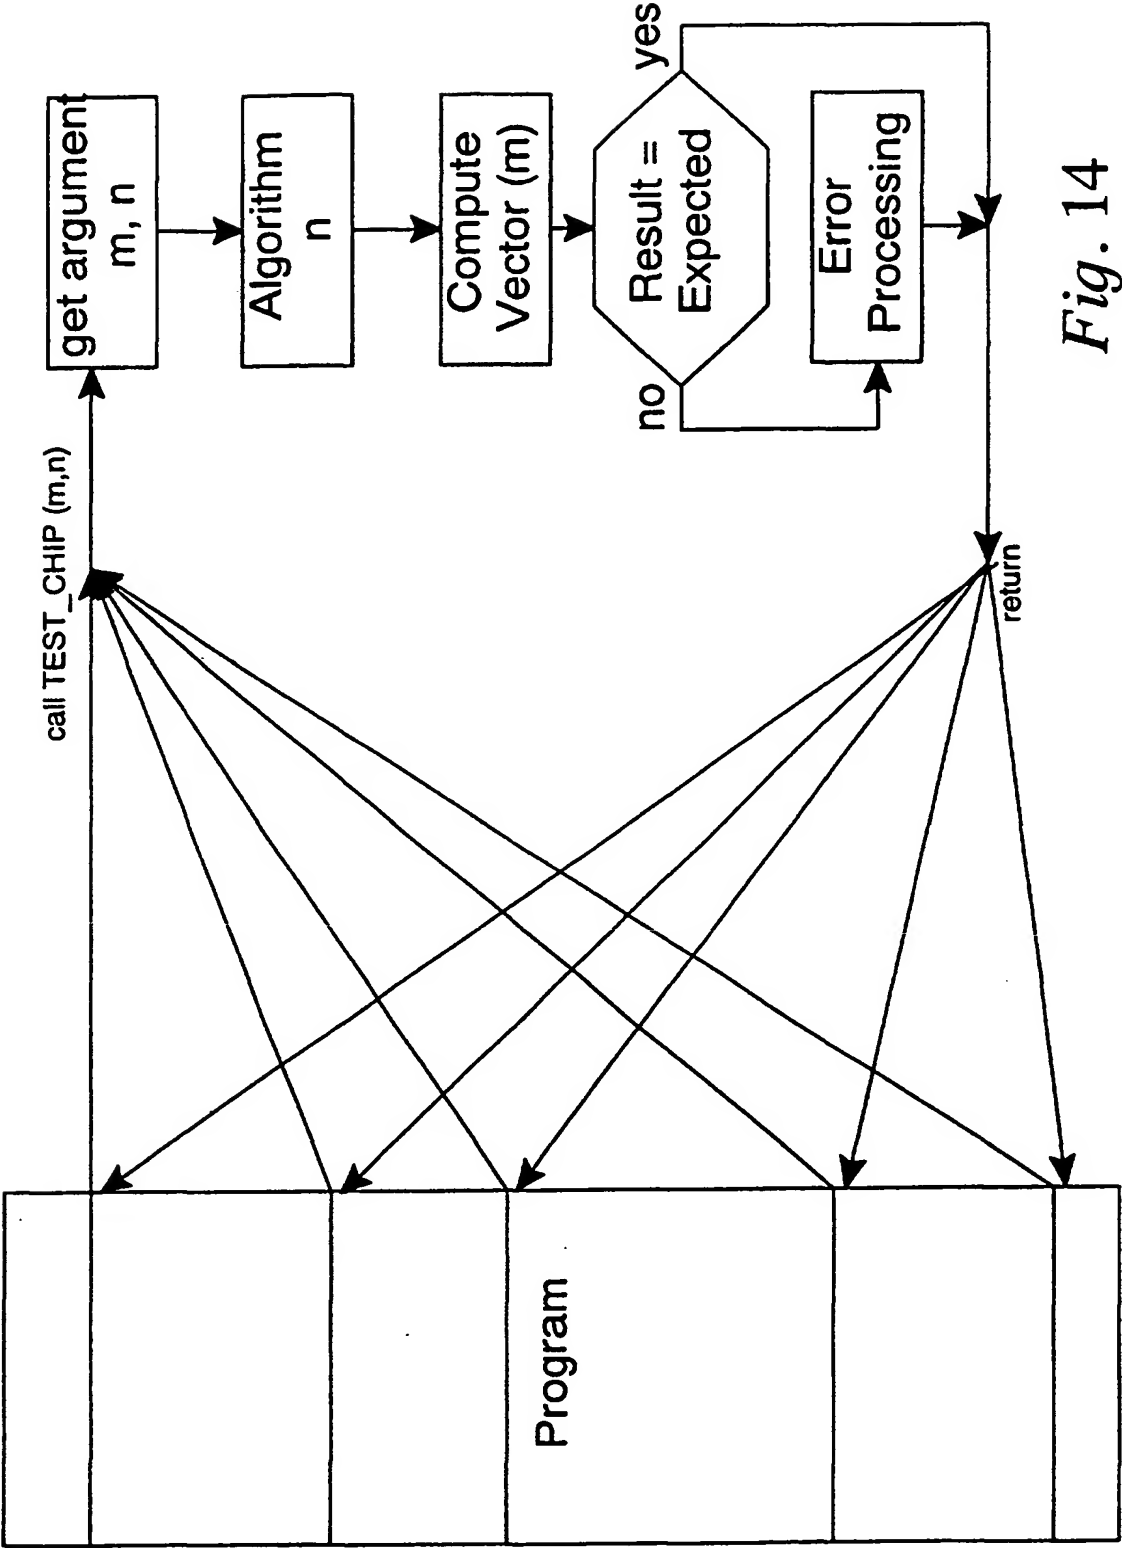 call TEST_CHIP (m,n)
get argument
m, n
Algorithm
n
Compute
Vector (m)
Result =
Expected
yes
no
Error
Processing
return
Program
Fig. 14